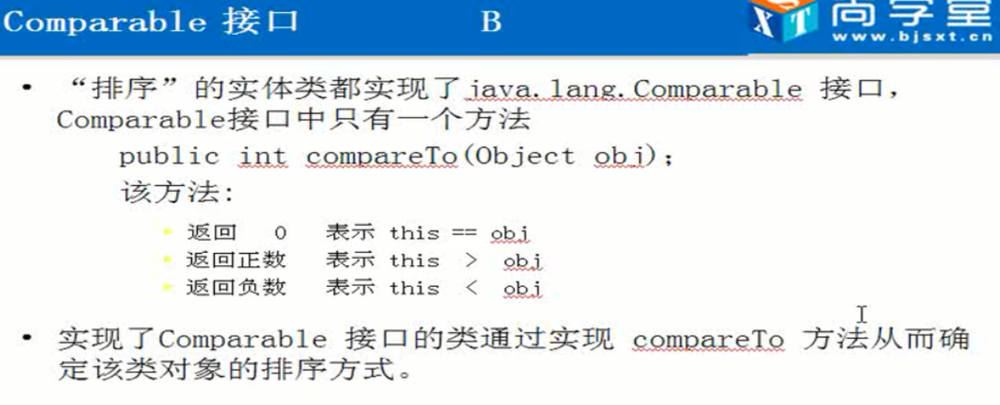 Comparable 接口 B
SXT 尚学堂
www.bjsxt.cn
• “排序”的实体类都实现了java.lang.Comparable 接口，
Comparable接口中只有一个方法
public int compareTo(Object obj);
该方法:
返回 0 表示 this == obj
返回正数 表示 this > obj
返回负数 表示 this < obj
• 实现了Comparable 接口的类通过实现 compareTo 方法从而确
定该类对象的排序方式。